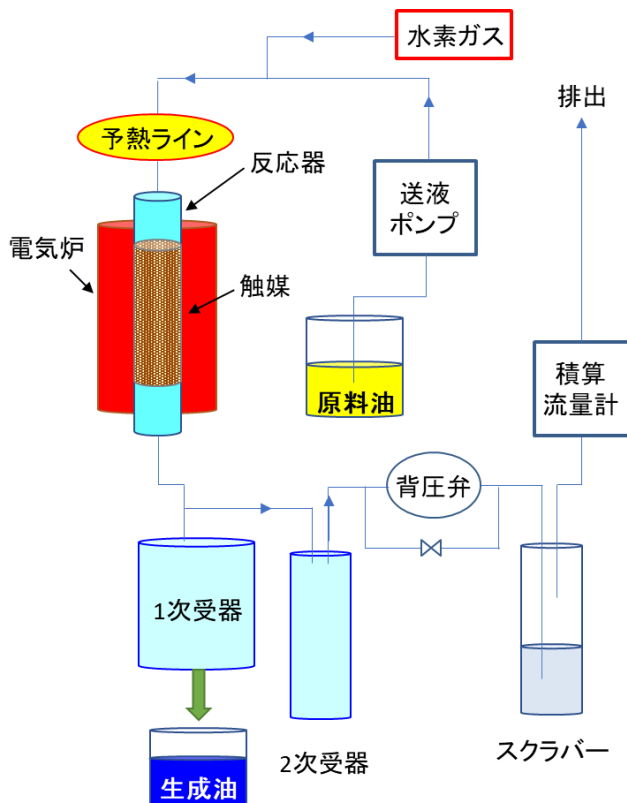 水素ガス
排出
予熱ライン
反応器
送液
ポンプ
電気炉
触媒
原料油
積算
流量計
背圧弁
1次受器
スクラバー
2次受器
生成油